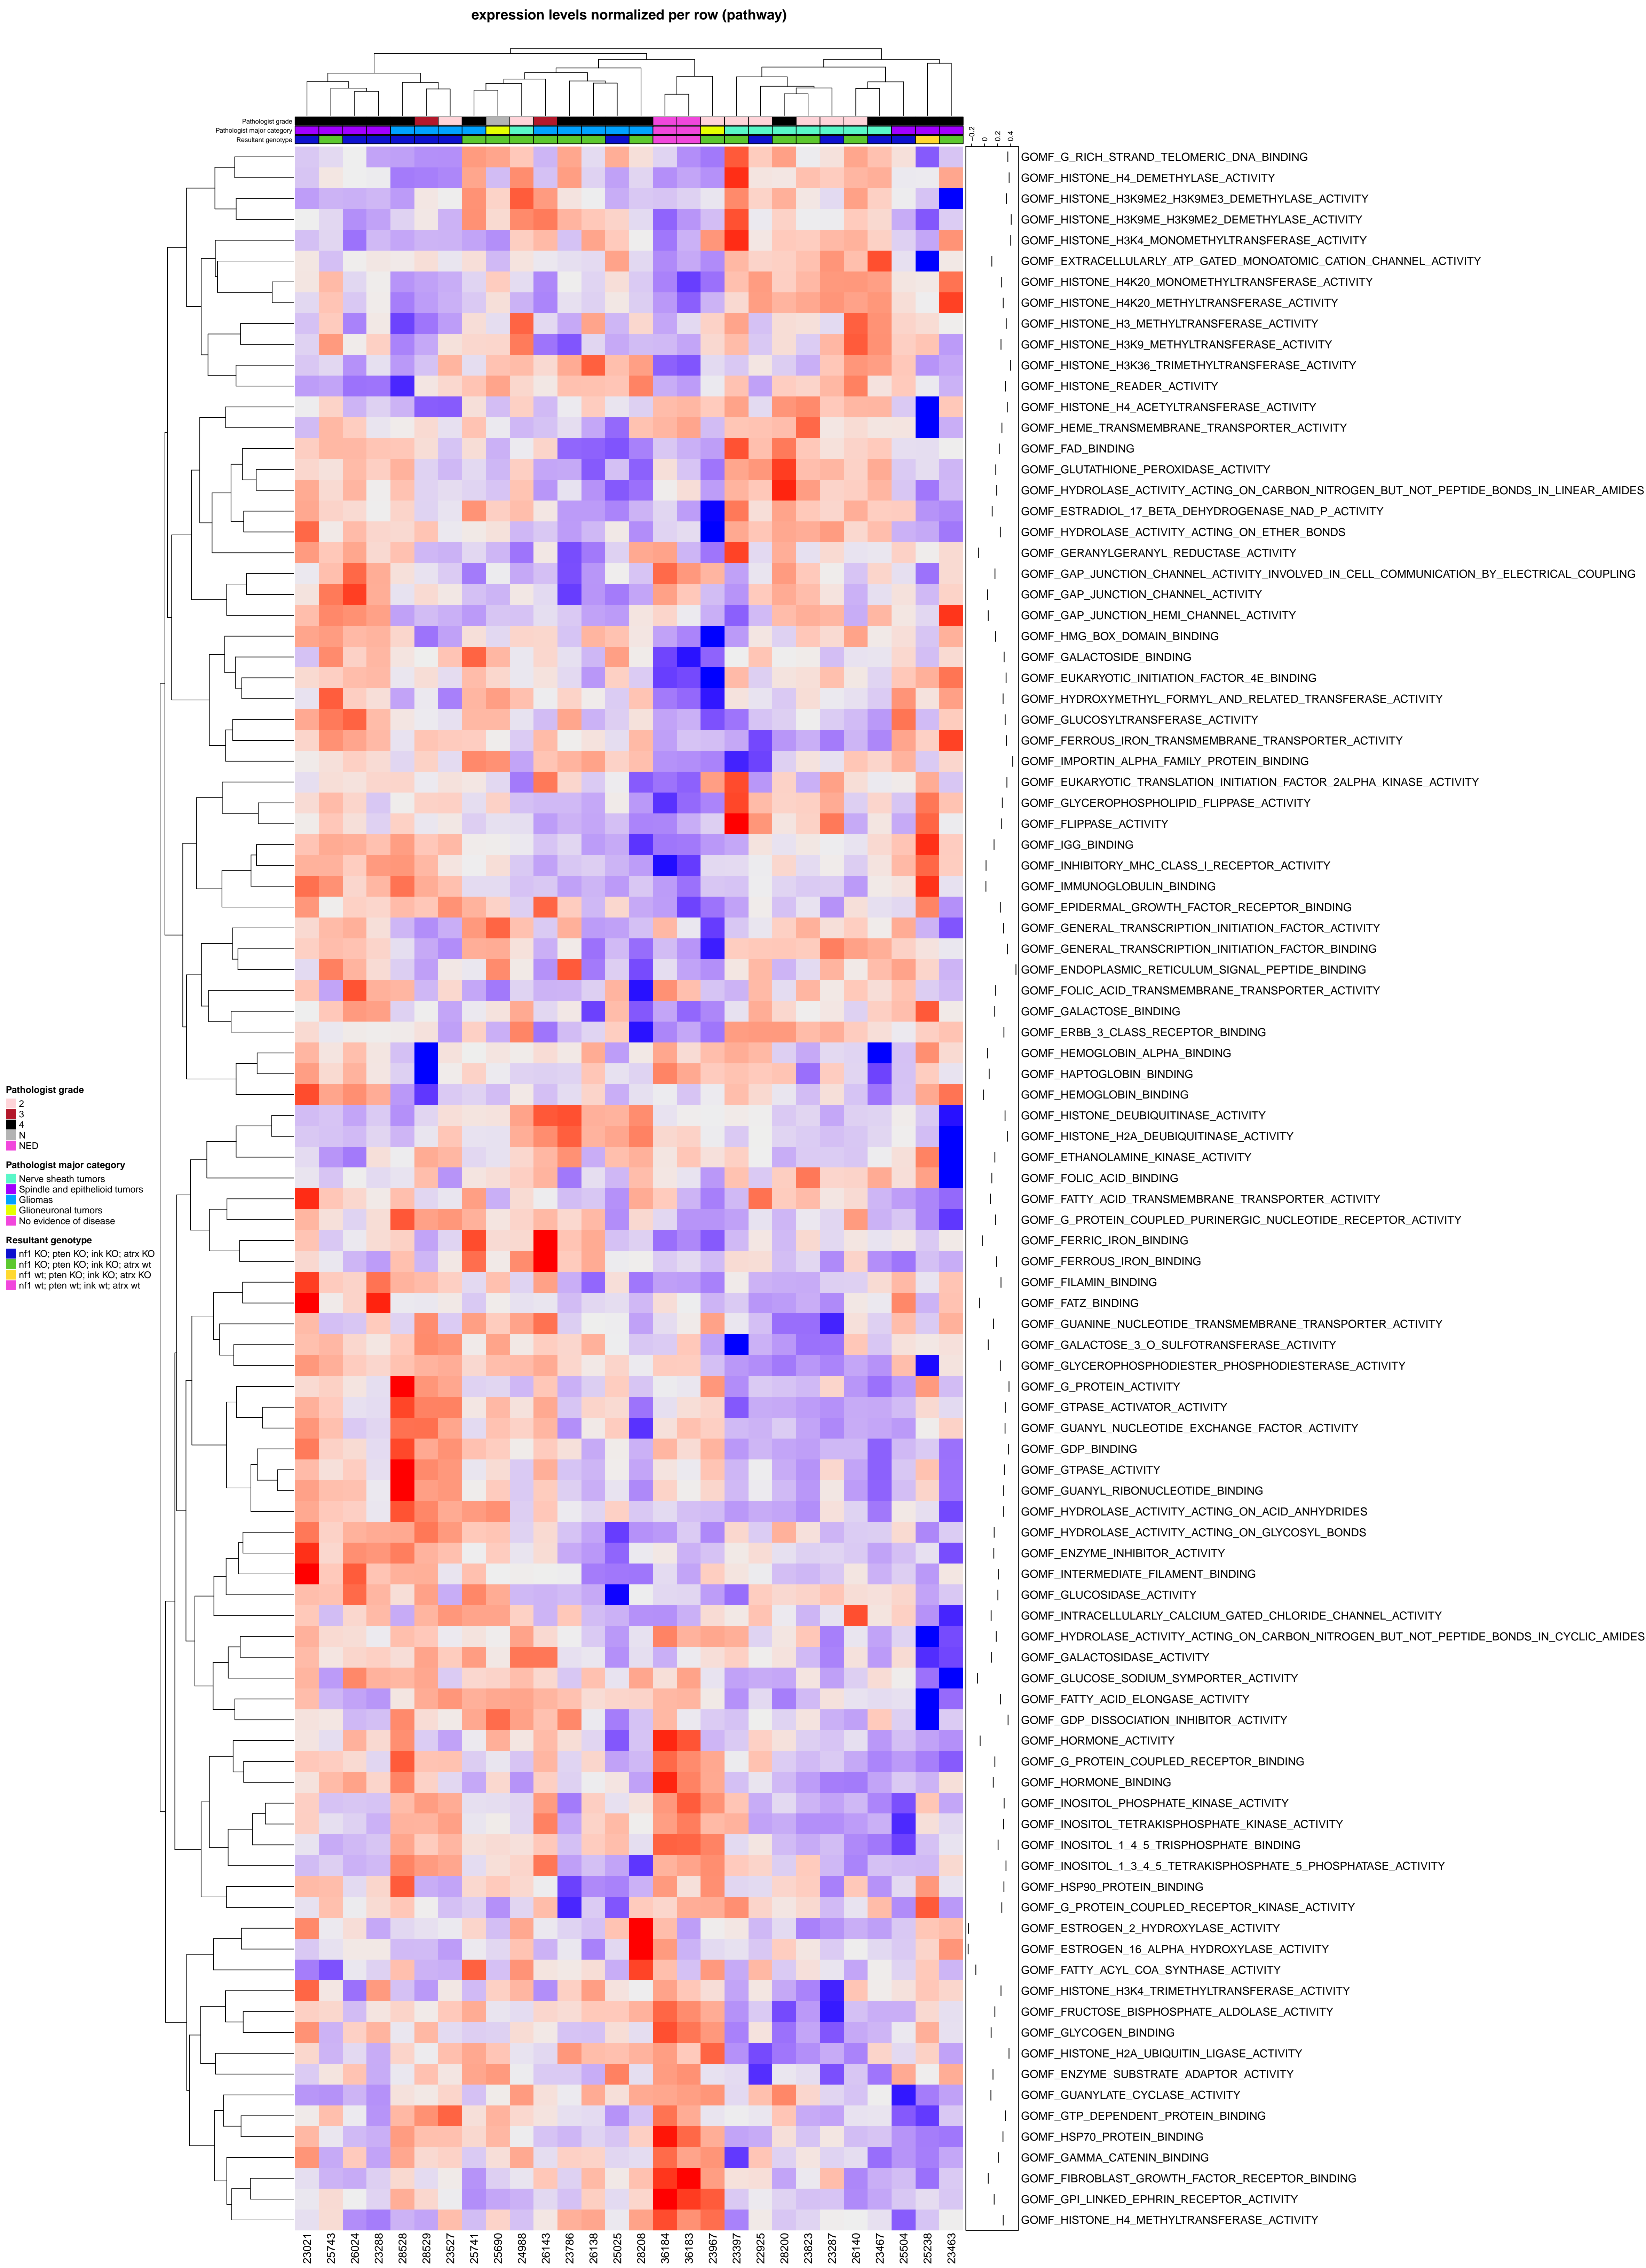 expression levels normalized per row (pathway)
Pathologist grade
Pathologist major category
Resultant genotype
−0.2
0
0.2
0.4
GOMF_G_RICH_STRAND_TELOMERIC_DNA_BINDING
GOMF_HISTONE_H4_DEMETHYLASE_ACTIVITY
GOMF_HISTONE_H3K9ME2_H3K9ME3_DEMETHYLASE_ACTIVITY
GOMF_HISTONE_H3K9ME_H3K9ME2_DEMETHYLASE_ACTIVITY
GOMF_HISTONE_H3K4_MONOMETHYLTRANSFERASE_ACTIVITY
GOMF_EXTRACELLULARLY_ATP_GATED_MONOATOMIC_CATION_CHANNEL_ACTIVITY
GOMF_HISTONE_H4K20_MONOMETHYLTRANSFERASE_ACTIVITY
GOMF_HISTONE_H4K20_METHYLTRANSFERASE_ACTIVITY
GOMF_HISTONE_H3_METHYLTRANSFERASE_ACTIVITY
GOMF_HISTONE_H3K9_METHYLTRANSFERASE_ACTIVITY
GOMF_HISTONE_H3K36_TRIMETHYLTRANSFERASE_ACTIVITY
GOMF_HISTONE_READER_ACTIVITY
GOMF_HISTONE_H4_ACETYLTRANSFERASE_ACTIVITY
GOMF_HEME_TRANSMEMBRANE_TRANSPORTER_ACTIVITY
GOMF_FAD_BINDING
GOMF_GLUTATHIONE_PEROXIDASE_ACTIVITY
GOMF_HYDROLASE_ACTIVITY_ACTING_ON_CARBON_NITROGEN_BUT_NOT_PEPTIDE_BONDS_IN_LINEAR_AMIDES
GOMF_ESTRADIOL_17_BETA_DEHYDROGENASE_NAD_P_ACTIVITY
GOMF_HYDROLASE_ACTIVITY_ACTING_ON_ETHER_BONDS
GOMF_GERANYLGERANYL_REDUCTASE_ACTIVITY
GOMF_GAP_JUNCTION_CHANNEL_ACTIVITY_INVOLVED_IN_CELL_COMMUNICATION_BY_ELECTRICAL_COUPLING
GOMF_GAP_JUNCTION_CHANNEL_ACTIVITY
GOMF_GAP_JUNCTION_HEMI_CHANNEL_ACTIVITY
GOMF_HMG_BOX_DOMAIN_BINDING
GOMF_GALACTOSIDE_BINDING
GOMF_EUKARYOTIC_INITIATION_FACTOR_4E_BINDING
GOMF_HYDROXYMETHYL_FORMYL_AND_RELATED_TRANSFERASE_ACTIVITY
GOMF_GLUCOSYLTRANSFERASE_ACTIVITY
GOMF_FERROUS_IRON_TRANSMEMBRANE_TRANSPORTER_ACTIVITY
GOMF_IMPORTIN_ALPHA_FAMILY_PROTEIN_BINDING
GOMF_EUKARYOTIC_TRANSLATION_INITIATION_FACTOR_2ALPHA_KINASE_ACTIVITY
GOMF_GLYCEROPHOSPHOLIPID_FLIPPASE_ACTIVITY
GOMF_FLIPPASE_ACTIVITY
GOMF_IGG_BINDING
GOMF_INHIBITORY_MHC_CLASS_I_RECEPTOR_ACTIVITY
GOMF_IMMUNOGLOBULIN_BINDING
GOMF_EPIDERMAL_GROWTH_FACTOR_RECEPTOR_BINDING
GOMF_GENERAL_TRANSCRIPTION_INITIATION_FACTOR_ACTIVITY
GOMF_GENERAL_TRANSCRIPTION_INITIATION_FACTOR_BINDING
GOMF_ENDOPLASMIC_RETICULUM_SIGNAL_PEPTIDE_BINDING
GOMF_FOLIC_ACID_TRANSMEMBRANE_TRANSPORTER_ACTIVITY
GOMF_GALACTOSE_BINDING
GOMF_ERBB_3_CLASS_RECEPTOR_BINDING
GOMF_HEMOGLOBIN_ALPHA_BINDING
GOMF_HAPTOGLOBIN_BINDING
GOMF_HEMOGLOBIN_BINDING
GOMF_HISTONE_DEUBIQUITINASE_ACTIVITY
GOMF_HISTONE_H2A_DEUBIQUITINASE_ACTIVITY
GOMF_ETHANOLAMINE_KINASE_ACTIVITY
GOMF_FOLIC_ACID_BINDING
GOMF_FATTY_ACID_TRANSMEMBRANE_TRANSPORTER_ACTIVITY
GOMF_G_PROTEIN_COUPLED_PURINERGIC_NUCLEOTIDE_RECEPTOR_ACTIVITY
GOMF_FERRIC_IRON_BINDING
GOMF_FERROUS_IRON_BINDING
GOMF_FILAMIN_BINDING
GOMF_FATZ_BINDING
GOMF_GUANINE_NUCLEOTIDE_TRANSMEMBRANE_TRANSPORTER_ACTIVITY
GOMF_GALACTOSE_3_O_SULFOTRANSFERASE_ACTIVITY
GOMF_GLYCEROPHOSPHODIESTER_PHOSPHODIESTERASE_ACTIVITY
GOMF_G_PROTEIN_ACTIVITY
GOMF_GTPASE_ACTIVATOR_ACTIVITY
GOMF_GUANYL_NUCLEOTIDE_EXCHANGE_FACTOR_ACTIVITY
GOMF_GDP_BINDING
GOMF_GTPASE_ACTIVITY
GOMF_GUANYL_RIBONUCLEOTIDE_BINDING
GOMF_HYDROLASE_ACTIVITY_ACTING_ON_ACID_ANHYDRIDES
GOMF_HYDROLASE_ACTIVITY_ACTING_ON_GLYCOSYL_BONDS
GOMF_ENZYME_INHIBITOR_ACTIVITY
GOMF_INTERMEDIATE_FILAMENT_BINDING
GOMF_GLUCOSIDASE_ACTIVITY
GOMF_INTRACELLULARLY_CALCIUM_GATED_CHLORIDE_CHANNEL_ACTIVITY
GOMF_HYDROLASE_ACTIVITY_ACTING_ON_CARBON_NITROGEN_BUT_NOT_PEPTIDE_BONDS_IN_CYCLIC_AMIDES
GOMF_GALACTOSIDASE_ACTIVITY
GOMF_GLUCOSE_SODIUM_SYMPORTER_ACTIVITY
GOMF_FATTY_ACID_ELONGASE_ACTIVITY
GOMF_GDP_DISSOCIATION_INHIBITOR_ACTIVITY
GOMF_HORMONE_ACTIVITY
GOMF_G_PROTEIN_COUPLED_RECEPTOR_BINDING
GOMF_HORMONE_BINDING
GOMF_INOSITOL_PHOSPHATE_KINASE_ACTIVITY
GOMF_INOSITOL_TETRAKISPHOSPHATE_KINASE_ACTIVITY
GOMF_INOSITOL_1_4_5_TRISPHOSPHATE_BINDING
GOMF_INOSITOL_1_3_4_5_TETRAKISPHOSPHATE_5_PHOSPHATASE_ACTIVITY
GOMF_HSP90_PROTEIN_BINDING
GOMF_G_PROTEIN_COUPLED_RECEPTOR_KINASE_ACTIVITY
GOMF_ESTROGEN_2_HYDROXYLASE_ACTIVITY
GOMF_ESTROGEN_16_ALPHA_HYDROXYLASE_ACTIVITY
GOMF_FATTY_ACYL_COA_SYNTHASE_ACTIVITY
GOMF_HISTONE_H3K4_TRIMETHYLTRANSFERASE_ACTIVITY
GOMF_FRUCTOSE_BISPHOSPHATE_ALDOLASE_ACTIVITY
GOMF_GLYCOGEN_BINDING
GOMF_HISTONE_H2A_UBIQUITIN_LIGASE_ACTIVITY
GOMF_ENZYME_SUBSTRATE_ADAPTOR_ACTIVITY
GOMF_GUANYLATE_CYCLASE_ACTIVITY
GOMF_GTP_DEPENDENT_PROTEIN_BINDING
GOMF_HSP70_PROTEIN_BINDING
GOMF_GAMMA_CATENIN_BINDING
GOMF_FIBROBLAST_GROWTH_FACTOR_RECEPTOR_BINDING
GOMF_GPI_LINKED_EPHRIN_RECEPTOR_ACTIVITY
GOMF_HISTONE_H4_METHYLTRANSFERASE_ACTIVITY
Pathologist grade
2
3
4
N
NED
Pathologist major category
Nerve sheath tumors
Spindle and epithelioid tumors
Gliomas
Glioneuronal tumors
No evidence of disease
Resultant genotype
nf1 KO; pten KO; ink KO; atrx KO
nf1 KO; pten KO; ink KO; atrx wt
nf1 wt; pten KO; ink KO; atrx KO
nf1 wt; pten wt; ink wt; atrx wt
23021
25743
26024
23288
28528
28529
23527
25741
25690
24988
26143
23786
26138
25025
28208
36184
36183
23967
23397
22925
28200
23823
23287
26140
23467
25504
25238
23463